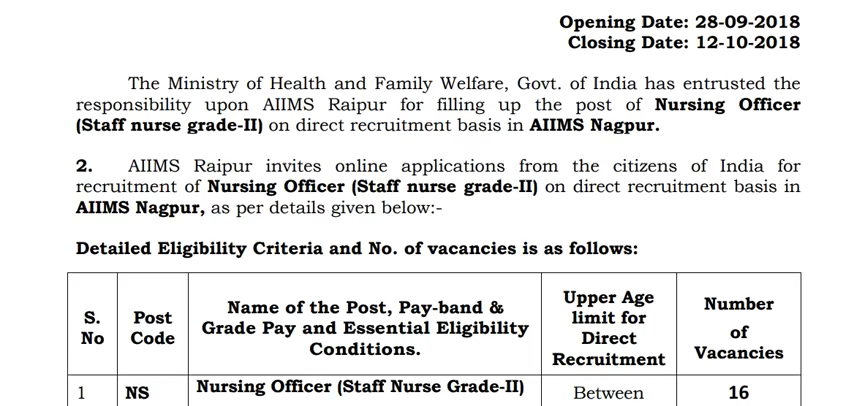 Opening Date: 28-09-2018
Closing Date: 12-10-2018
The Ministry of Health and Family Welfare, Govt. of India has entrusted the
responsibility upon AIIMS Raipur for filling up the post of Nursing Officer
(Staff nurse grade-II) on direct recruitment basis in AIIMS Nagpur.
2. AIIMS Raipur invites online applications from the citizens of India for
recruitment of Nursing Officer (Staff nurse grade-II) on direct recruitment basis in
AIIMS Nagpur, as per details given below:-
Detailed Eligibility Criteria and No. of vacancies is as follows:
S.
No
Post
Code
Name of the Post, Pay-band &
Grade Pay and Essential Eligibility
Conditions.
Upper Age
limit for
Direct
Recruitment
Number
of
Vacancies
1
NS
Nursing Officer (Staff Nurse Grade-II)
Between
16